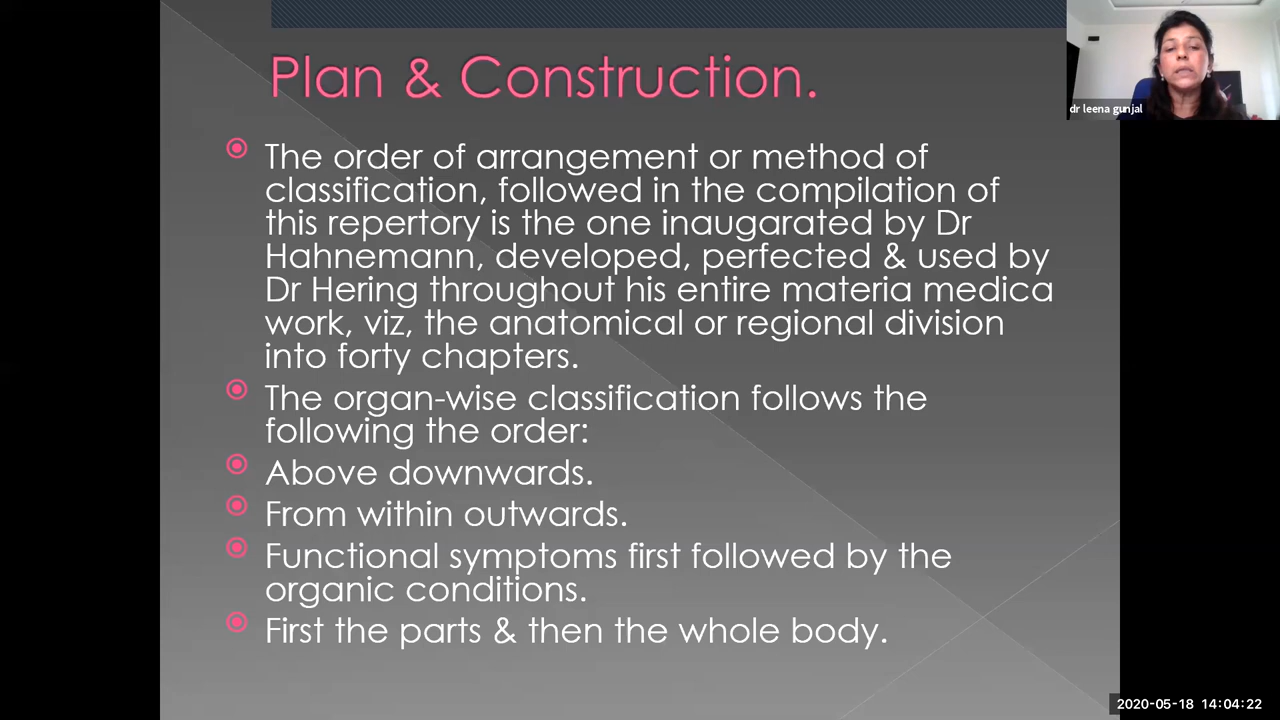 Plan & Construction.
dr leena gunjal
The order of arrangement or method of
classification, followed in the compilation of
this repertory is the one inaugarated by Dr
Hahnemann, developed, perfected & used by
Dr Hering throughout his entire materia medica
work, viz, the anatomical or regional division
into forty chapters.
The organ-wise classification follows the
following the order:
Above downwards.
From within outwards.
Functional symptoms first followed by the
organic conditions.
First the parts & then the whole body.
2020-05-18 14:04:22